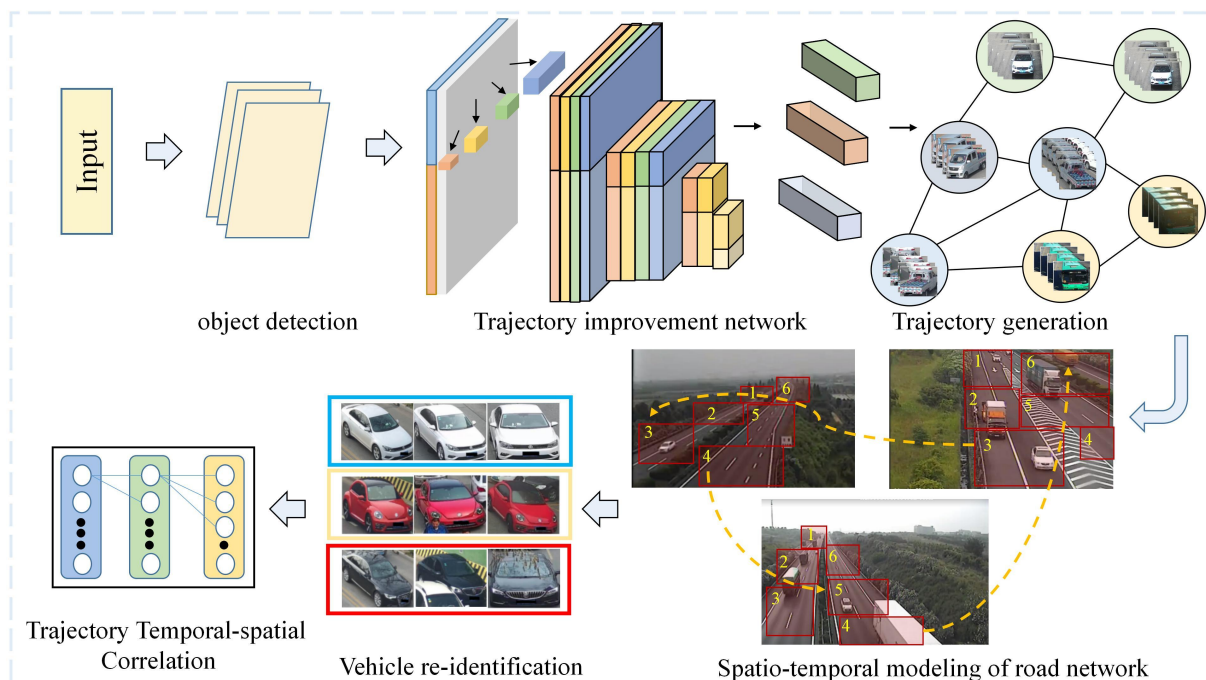 Input
object detection
Trajectory improvement network
Trajectory generation
1
2
3
4
5
6
1
2
3
4
5
6
1
2
3
4
5
6
Spatio-temporal modeling of road network
Vehicle re-identification
Trajectory Temporal-spatial
Correlation